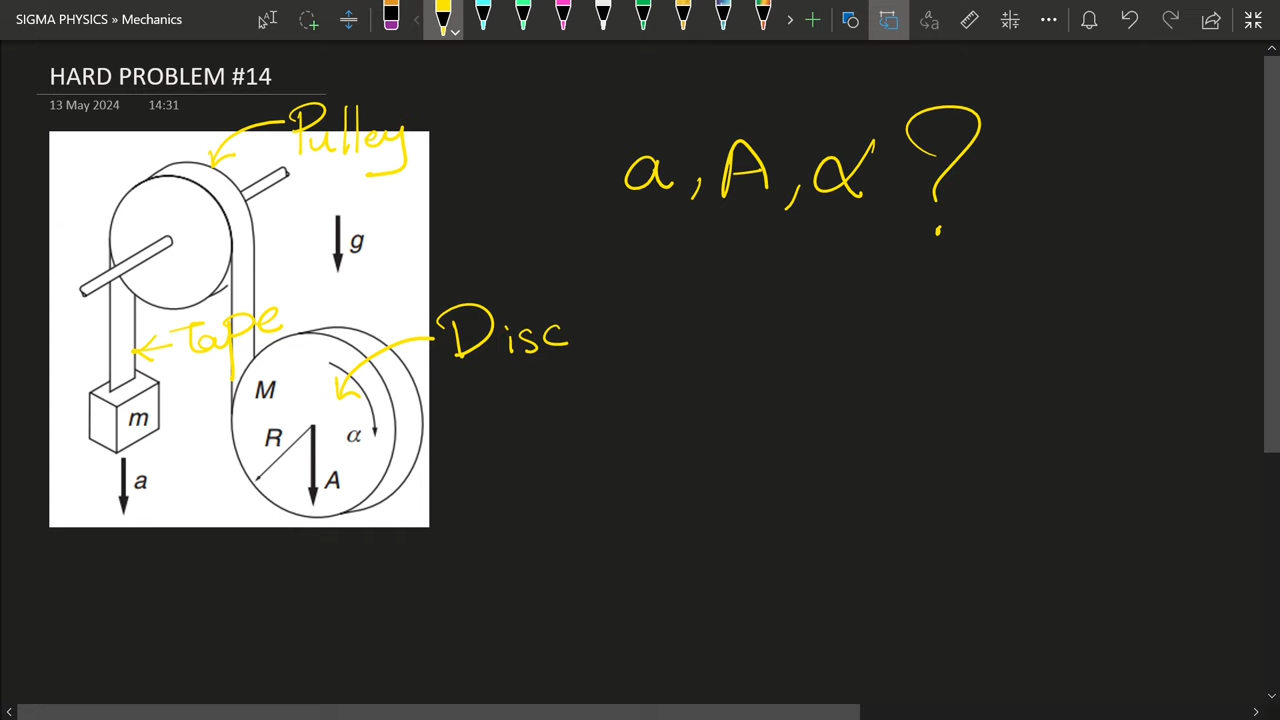 SIGMA PHYSICS » Mechanics
HARD PROBLEM #14
13 May 2024 14:31
Pulley
a, A, α ?
g
Tape
Disc
M
m
R
α
a
A